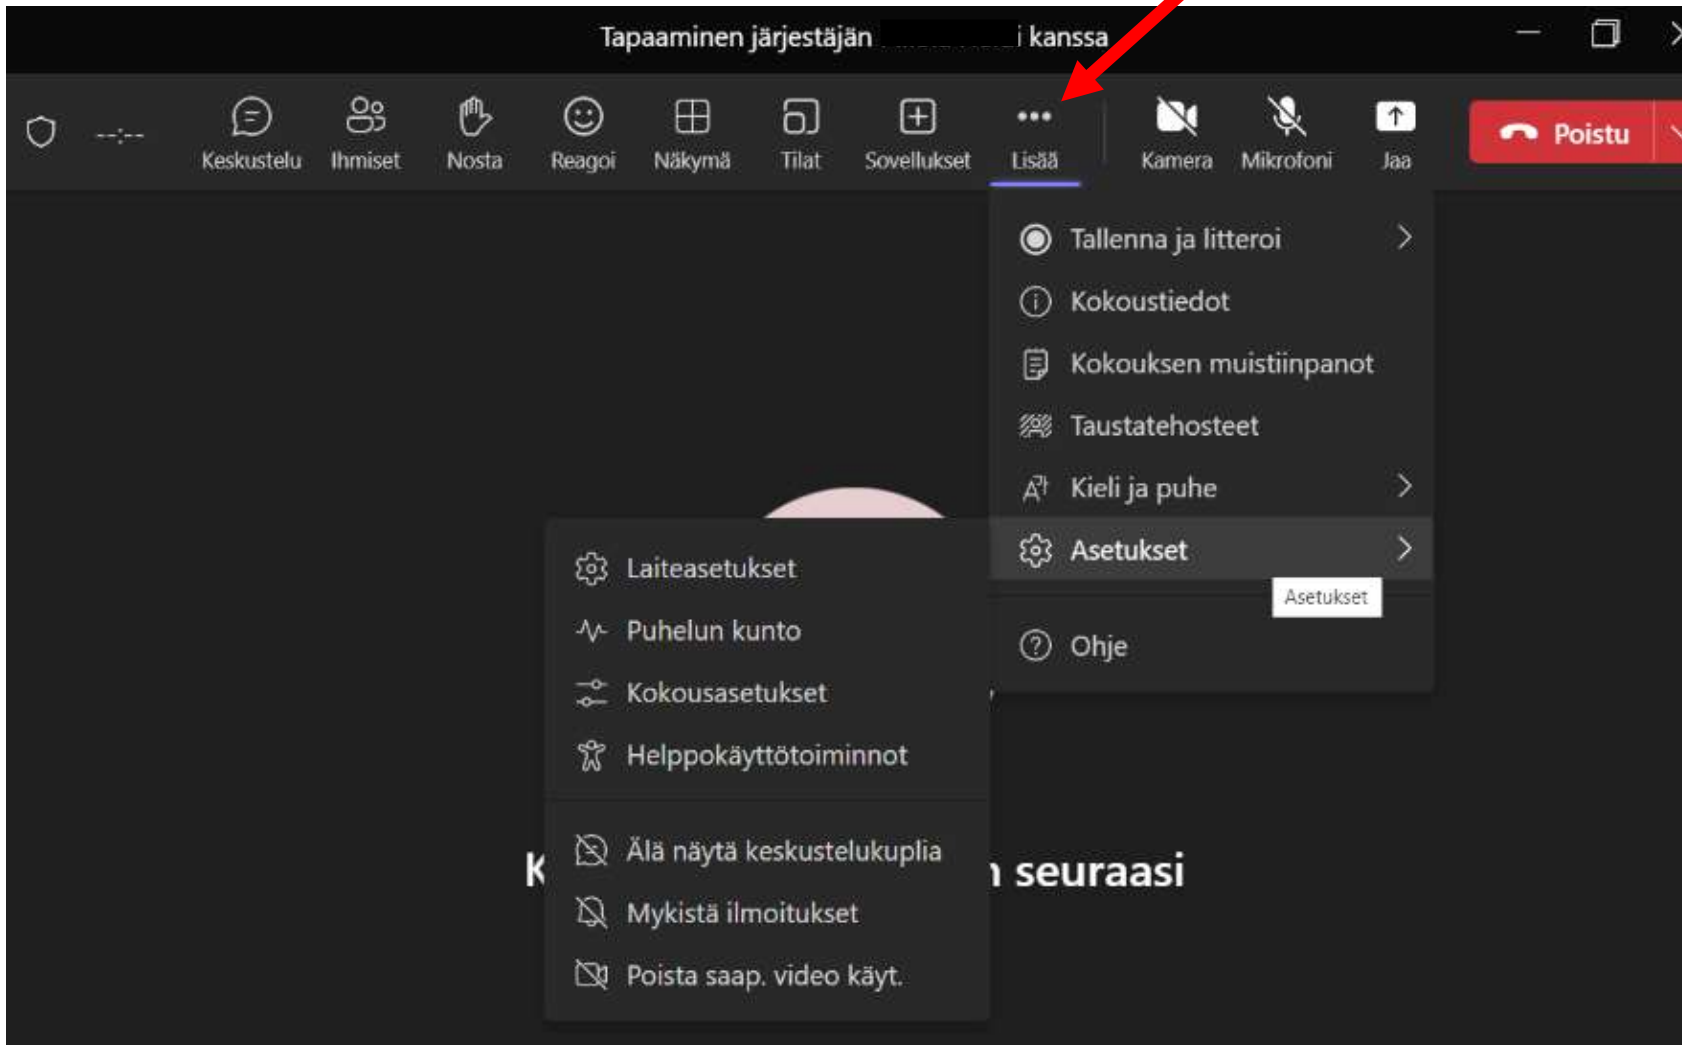 Tapaaminen järjestäjän kanssa
--:--
Keskustelu
Ihmiset
Nosta
Reagoi
Näkymä
Tilat
Sovellukset
Lisää
Kamera
Mikrofoni
Jaa
Poistu
Tallenna ja litteroi
Kokoustiedot
Kokouksen muistiinpanot
Taustatehosteet
Kieli ja puhe
Asetukset
Asetukset
Ohje
Laiteasetukset
Puhelun kunto
Kokousasetukset
Helppokäyttötoiminnot
Älä näytä keskustelukuplia
Mykistä ilmoitukset
Poista saap. video käyt.
seuraasi